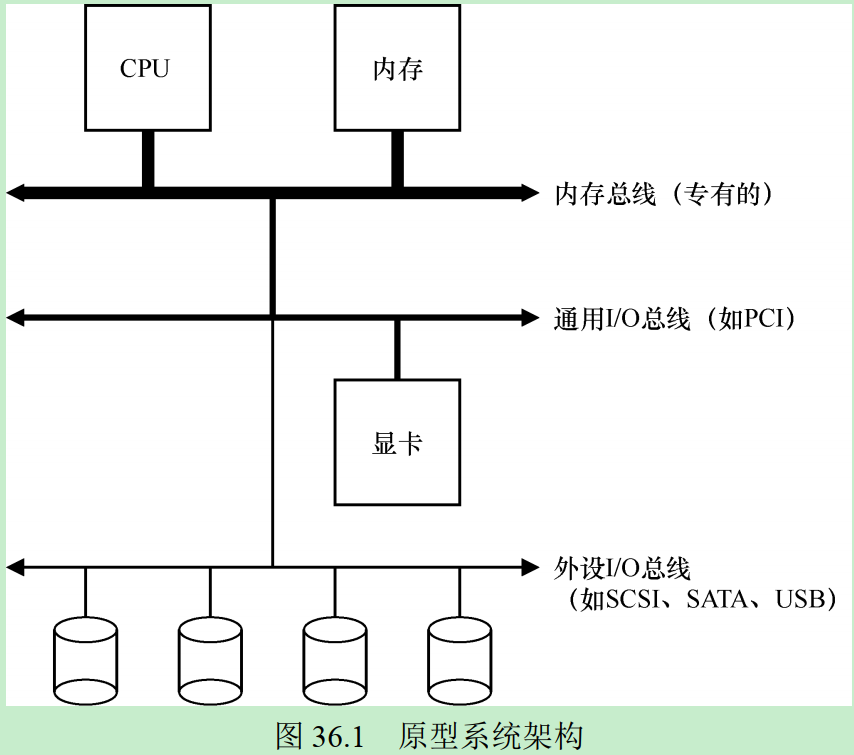 CPU
内存
内存总线（专有的）
通用I/O总线（如PCI）
显卡
外设I/O总线
（如SCSI、SATA、USB）
图 36.1 原型系统架构